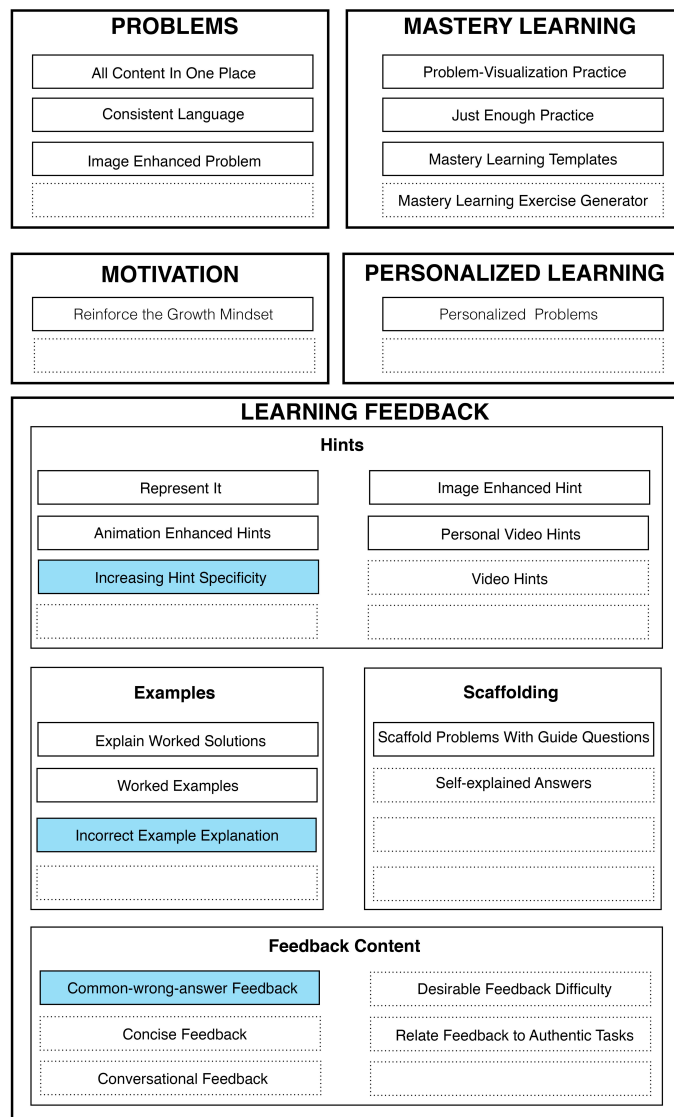 PROBLEMS
All Content In One Place
Consistent Language
Image Enhanced Problem
MASTERY LEARNING
Problem-Visualization Practice
Just Enough Practice
Mastery Learning Templates
Mastery Learning Exercise Generator
MOTIVATION
Reinforce the Growth Mindset
PERSONALIZED LEARNING
Personalized Problems
LEARNING FEEDBACK
Hints
Represent It
Animation Enhanced Hints
Increasing Hint Specificity
Image Enhanced Hint
Personal Video Hints
Video Hints
Examples
Explain Worked Solutions
Worked Examples
Incorrect Example Explanation
Scaffolding
Scaffold Problems With Guide Questions
Self-explained Answers
Feedback Content
Common-wrong-answer Feedback
Concise Feedback
Conversational Feedback
Desirable Feedback Difficulty
Relate Feedback to Authentic Tasks